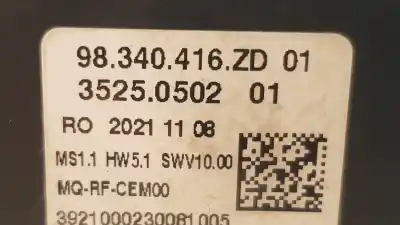 98.340.416.ZD 01
3525.0502 01
RO 2021 11 08
MS1.1 HW5.1 SWV10.00
MQ-RF-CEM00
3921000230081005